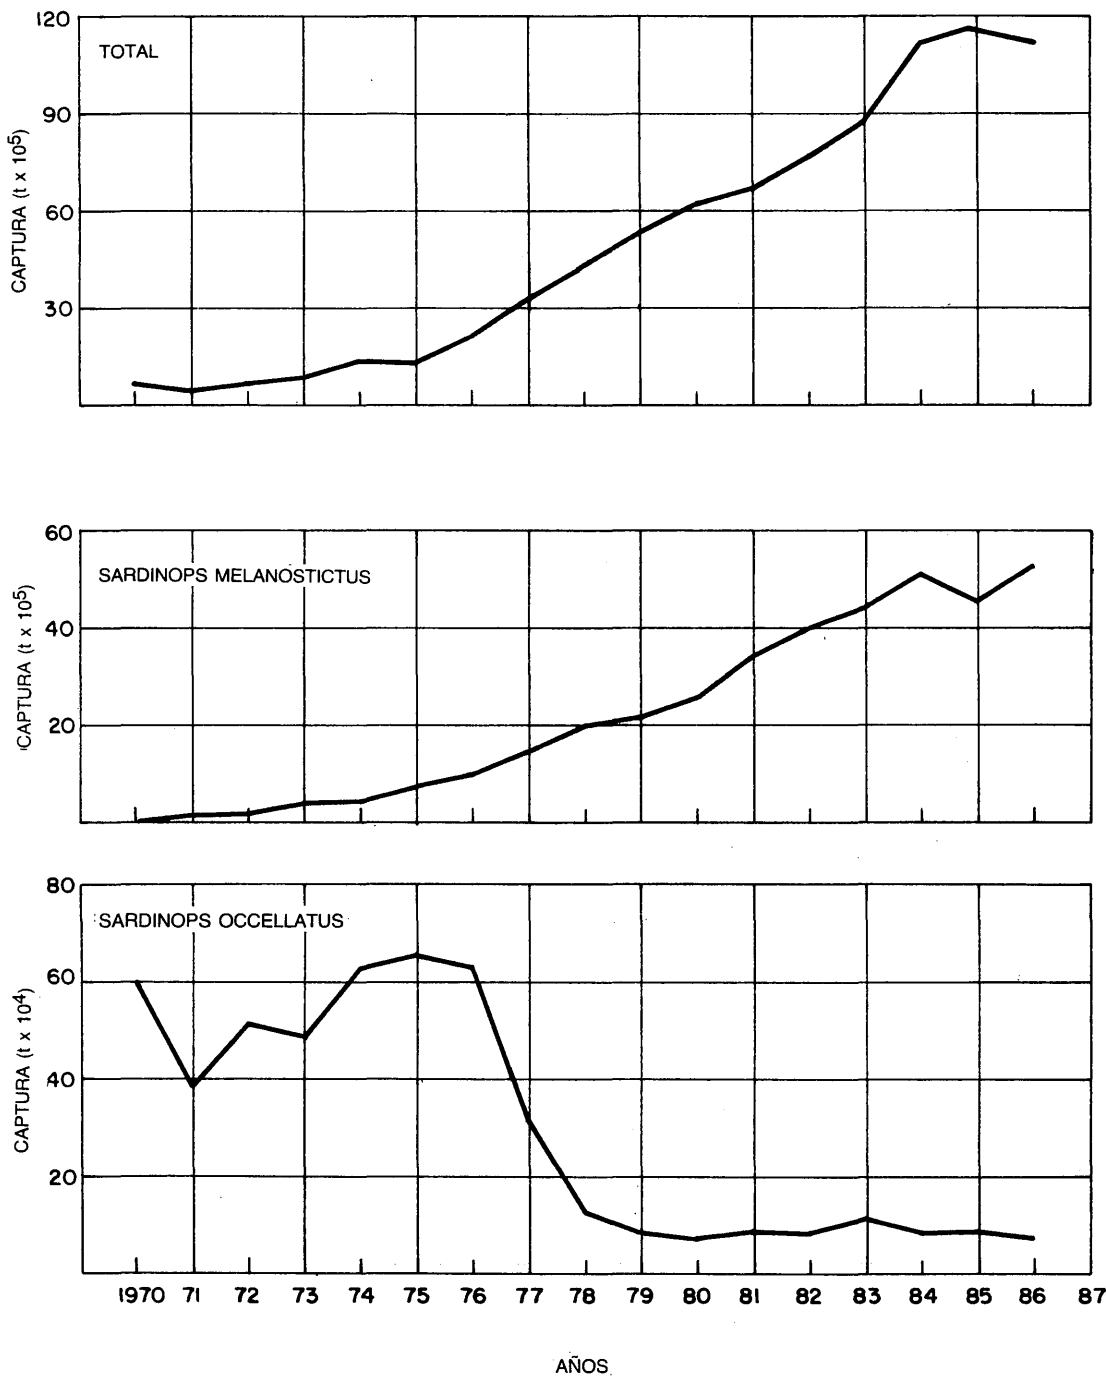 120
TOTAL
90
60
30
CAPTURA (t x 10⁵)
60
SARDINOPS MELANOSTICTUS
40
20
CAPTURA (t x 10⁵)
80
SARDINOPS OCCELLATUS
60
40
20
CAPTURA (t x 10⁴)
1970 71 72 73 74 75 76 77 78 79 80 81 82 83 84 85 86 87
AÑOS